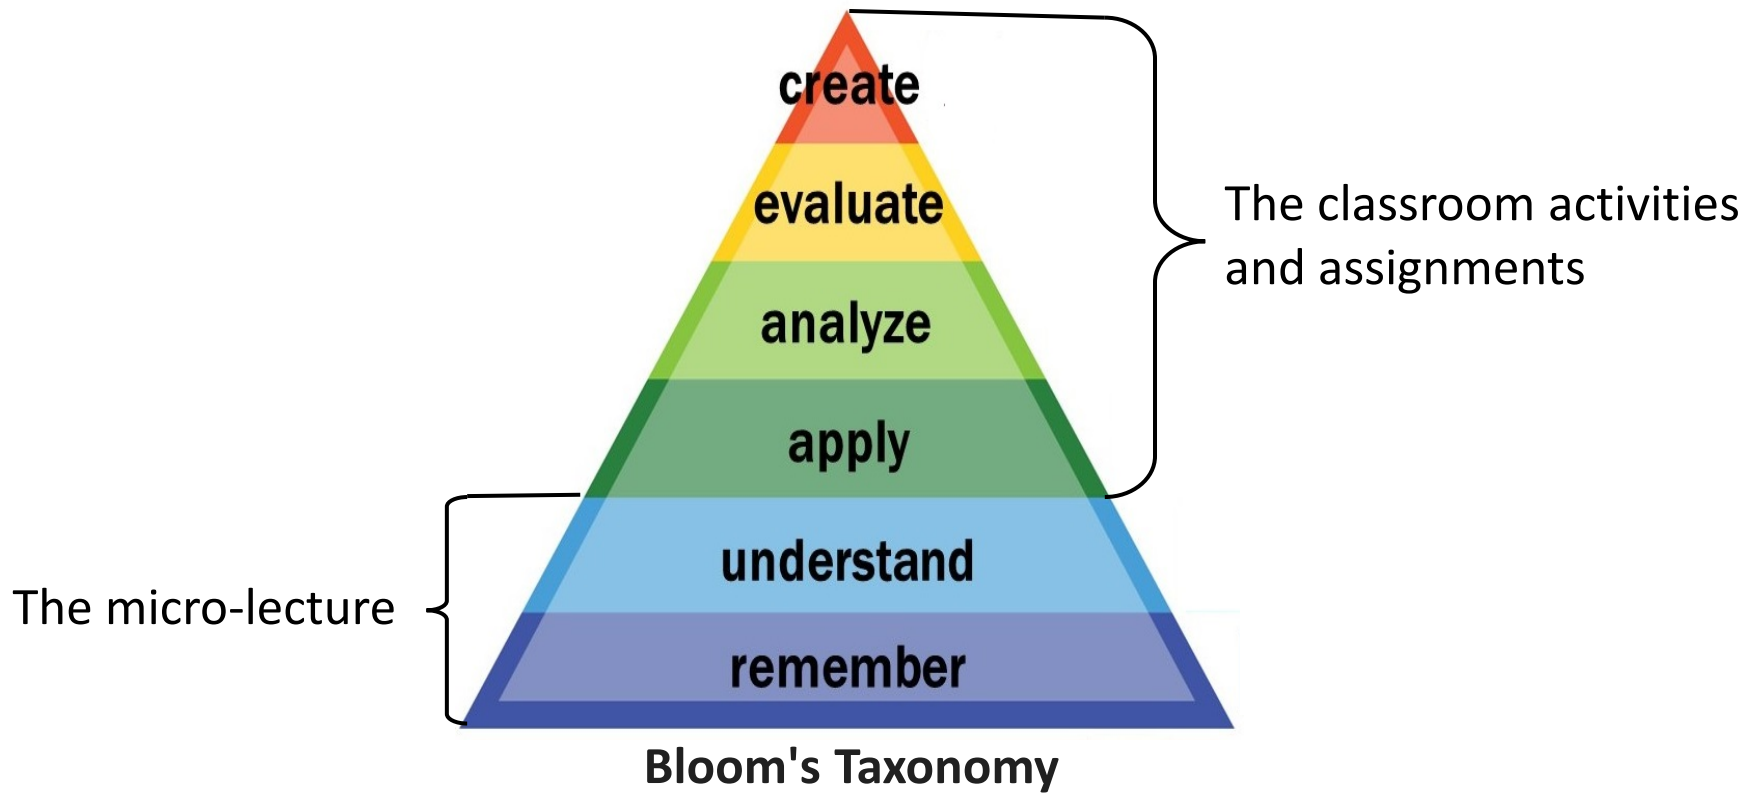 create
evaluate
The classroom activities
and assignments
analyze
apply
understand
The micro-lecture
remember
Bloom's Taxonomy